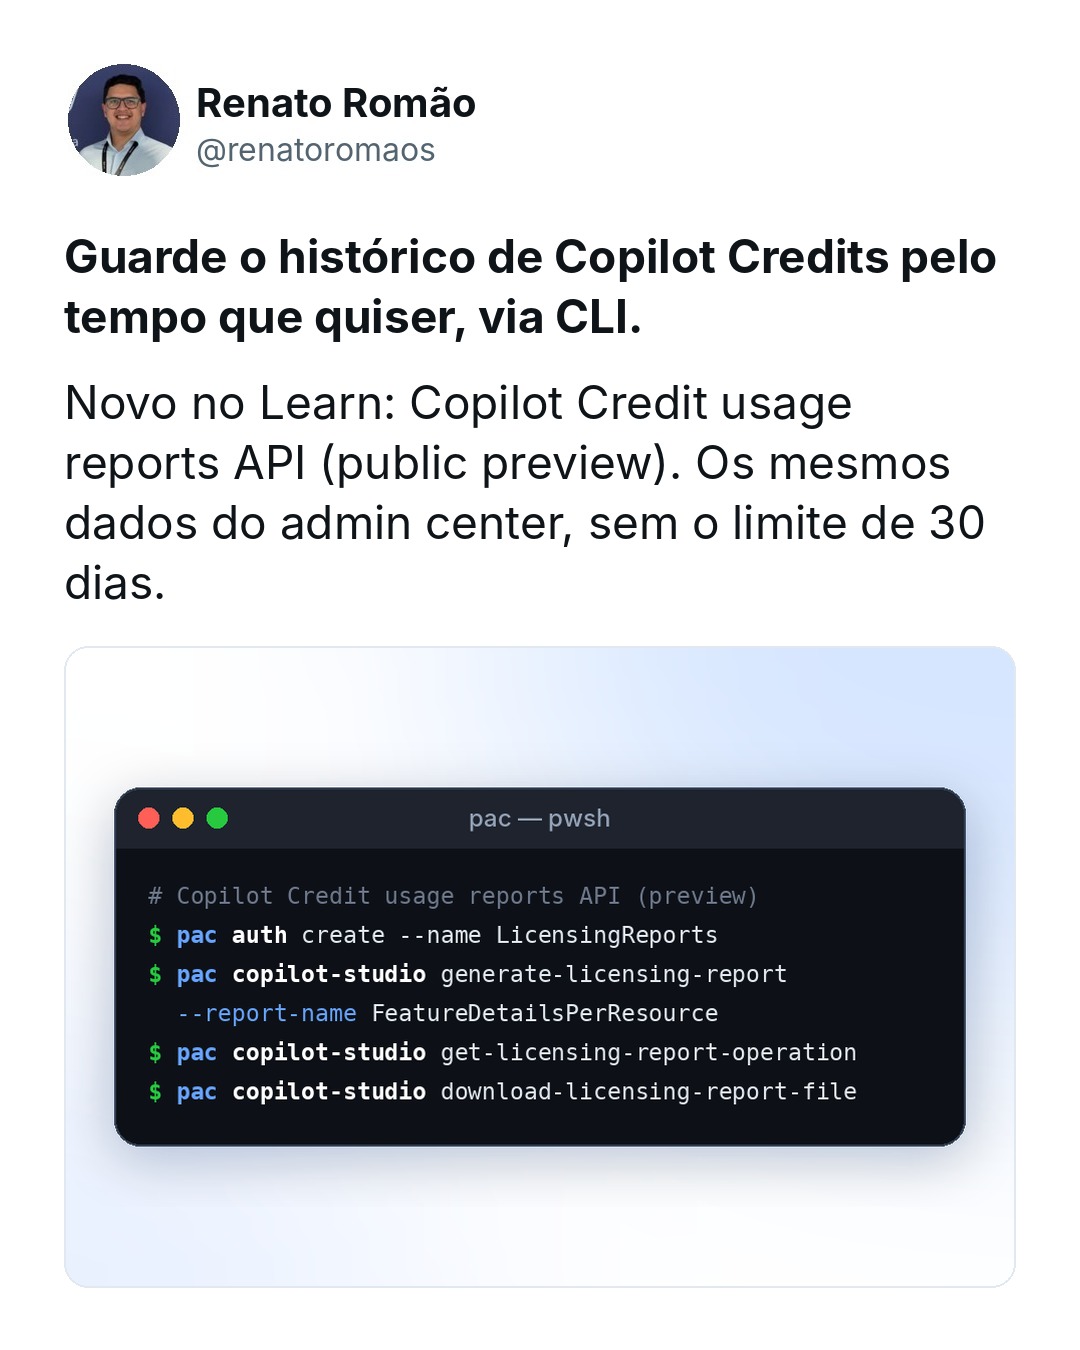 Renato Romão
@renatoromaos
Guarde o histórico de Copilot Credits pelo
tempo que quiser, via CLI.
Novo no Learn: Copilot Credit usage
reports API (public preview). Os mesmos
dados do admin center, sem o limite de 30
dias.
pac — pwsh
# Copilot Credit usage reports API (preview)
$ pac auth create --name LicensingReports
$ pac copilot-studio generate-licensing-report
--report-name FeatureDetailsPerResource
$ pac copilot-studio get-licensing-report-operation
$ pac copilot-studio download-licensing-report-file